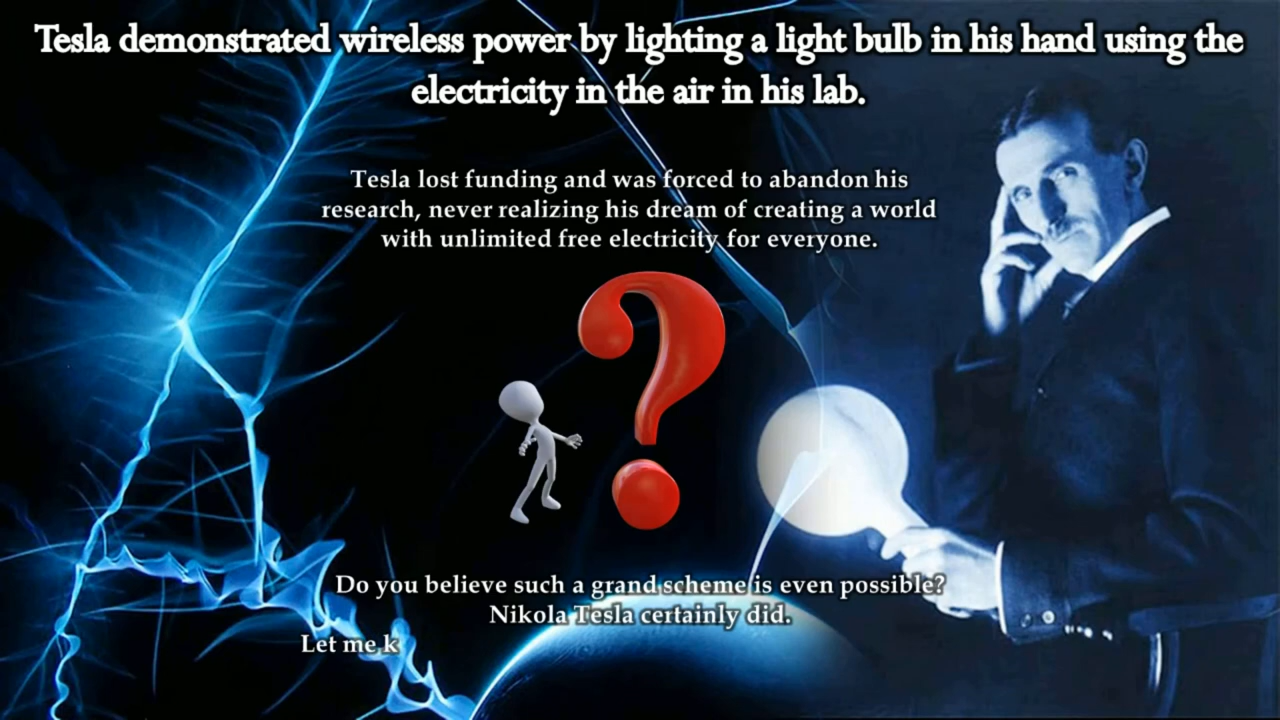 Tesla demonstrated wireless power by lighting a light bulb in his hand using the
electricity in the air in his lab.
Tesla lost funding and was forced to abandon his
research, never realizing his dream of creating a world
with unlimited free electricity for everyone.
?
Do you believe such a grand scheme is even possible?
Nikola Tesla certainly did.
Let me k